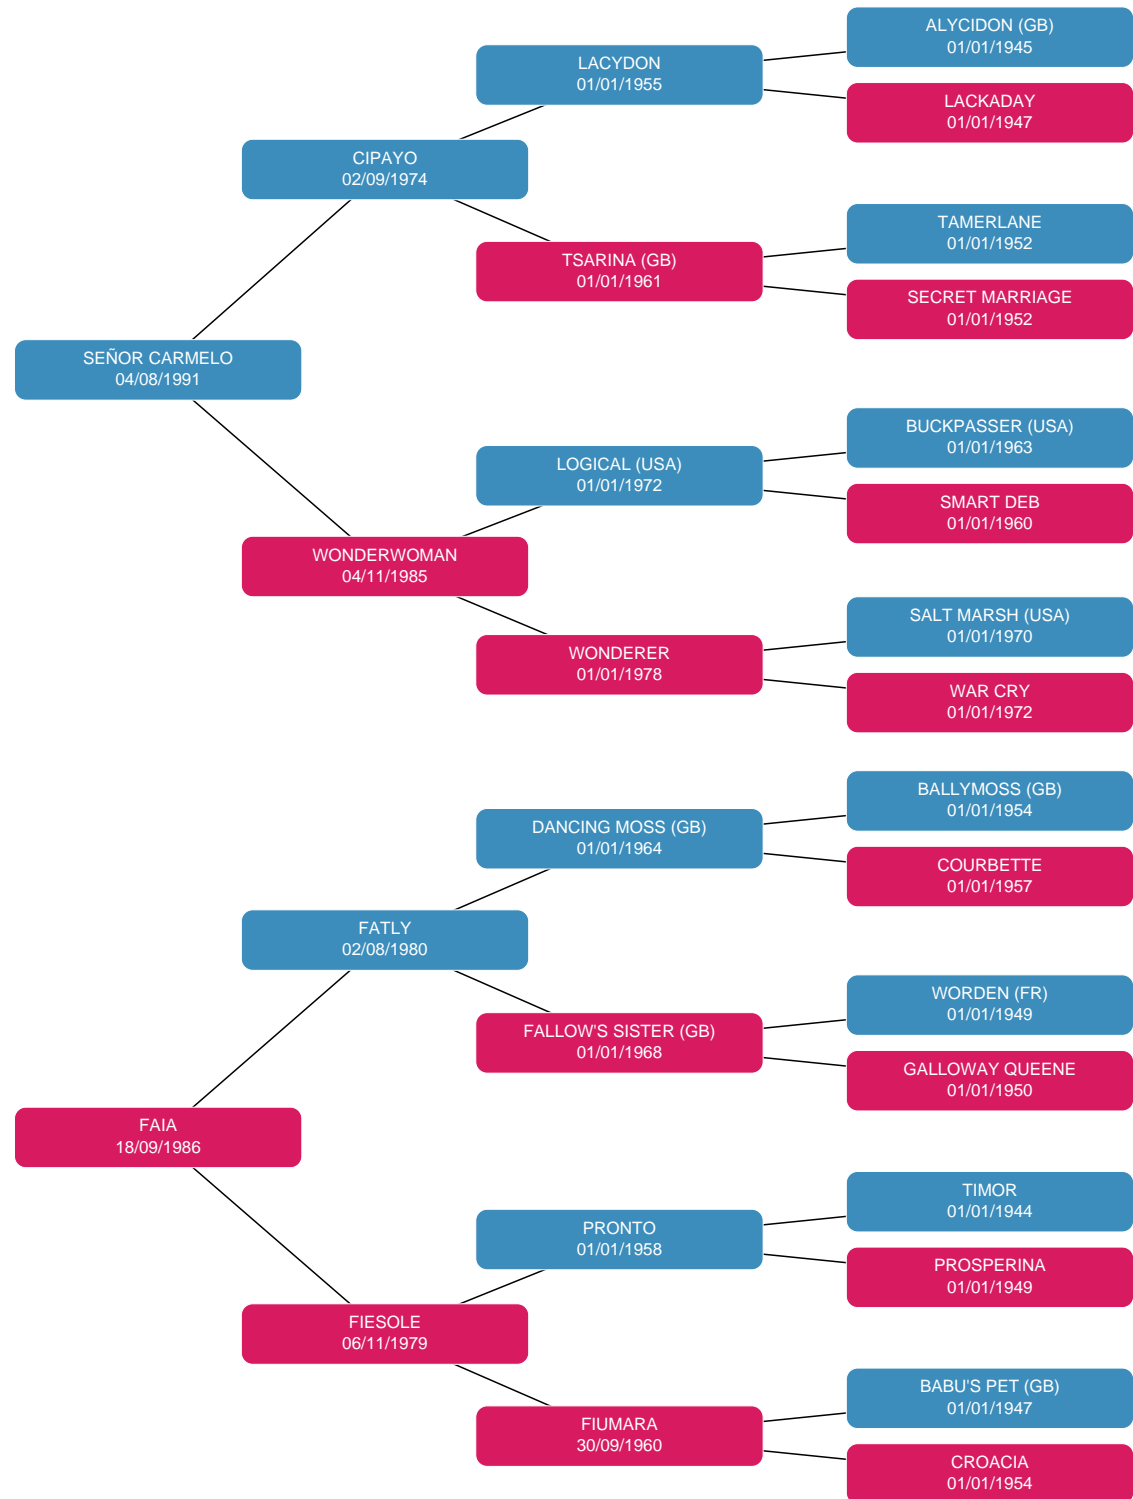 ALYCIDON (GB)
01/01/1945
LACYDON
01/01/1955
LACKADAY
01/01/1947
CIPAYO
02/09/1974
TAMERLANE
01/01/1952
TSARINA (GB)
01/01/1961
SECRET MARRIAGE
01/01/1952
SEÑOR CARMELO
04/08/1991
BUCKPASSER (USA)
01/01/1963
LOGICAL (USA)
01/01/1972
SMART DEB
01/01/1960
WONDERWOMAN
04/11/1985
SALT MARSH (USA)
01/01/1970
WONDERER
01/01/1978
WAR CRY
01/01/1972
BALLYMOSS (GB)
01/01/1954
DANCING MOSS (GB)
01/01/1964
COURBETTE
01/01/1957
FATLY
02/08/1980
WORDEN (FR)
01/01/1949
FALLOW'S SISTER (GB)
01/01/1968
GALLOWAY QUEENE
01/01/1950
FAIA
18/09/1986
TIMOR
01/01/1944
PRONTO
01/01/1958
PROSPERINA
01/01/1949
FIESOLE
06/11/1979
BABU'S PET (GB)
01/01/1947
FIUMARA
30/09/1960
CROACIA
01/01/1954